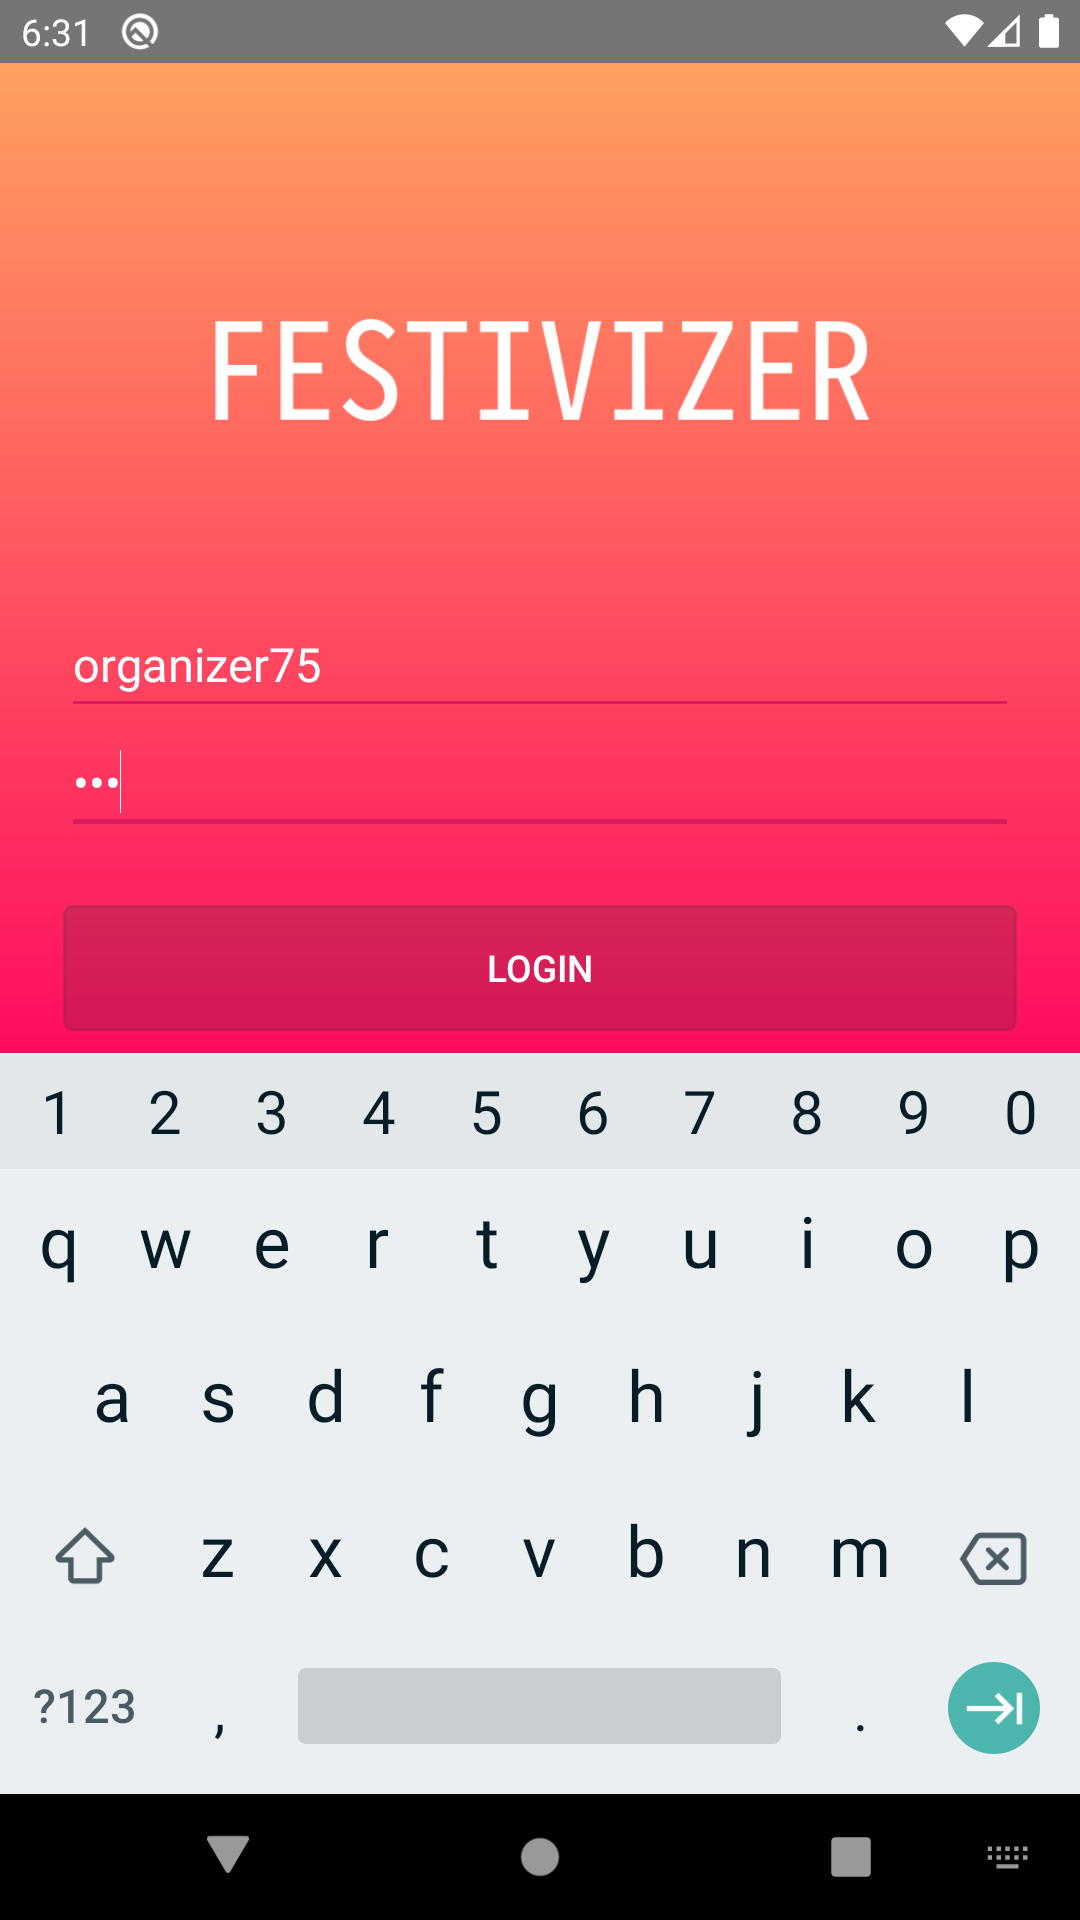 6:31
FESTIVIZER
organizer75
•••
LOGIN
1 2 3 4 5 6 7 8 9 0
q w e r t y u i o p
a s d f g h j k l
z x c v b n m
?123 , .